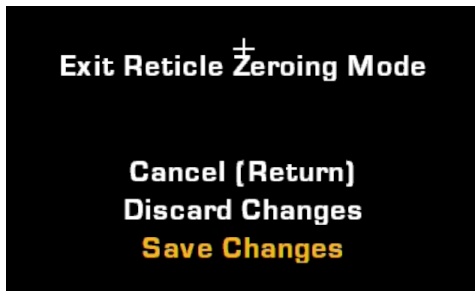 Exit Reticle Zeroing Mode
Cancel (Return)
Discard Changes
Save Changes